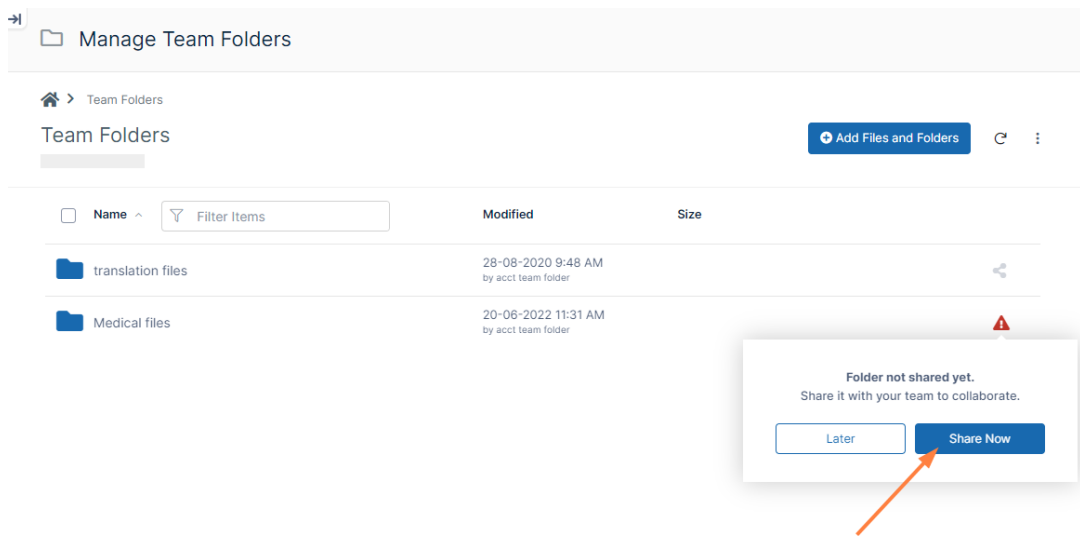 Manage Team Folders
Team Folders
Team Folders
Add Files and Folders
Name
Filter Items
Modified
Size
translation files
28-08-2020 9:48 AM
by acct team folder
Medical files
20-06-2022 11:31 AM
by acct team folder
Folder not shared yet.
Share it with your team to collaborate.
Later
Share Now